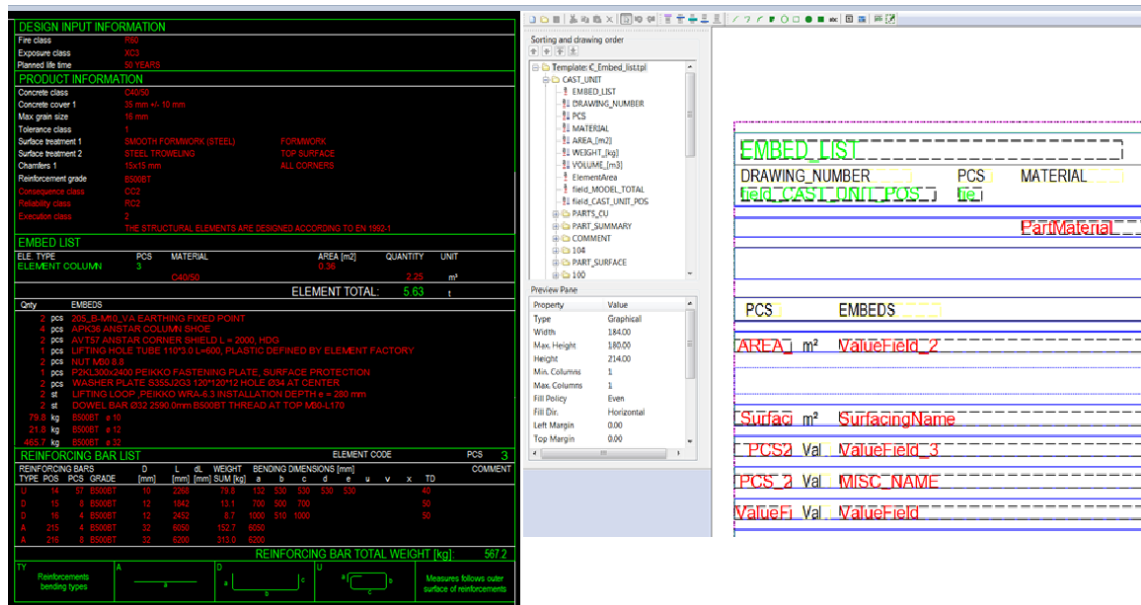 DESIGN INPUT INFORMATION
Fire class R60
Exposure class XC3
Planned life time 50 YEARS
PRODUCT INFORMATION
Concrete class C40/50
Concrete cover 1 35 mm +/- 10 mm
Max grain size 16 mm
Tolerance class 1
Surface treatment 1 SMOOTH FORMWORK (STEEL) FORMWORK
Surface treatment 2 STEEL TROWELING TOP SURFACE
Chamfers 1 15x15 mm ALL CORNERS
Reinforcement grade B500BT
Consequence class CC2
Reliability class RC2
Execution class 2
THE STRUCTURAL ELEMENTS ARE DESIGNED ACCORDING TO EN 1992-1
EMBED LIST
ELE. TYPE PCS MATERIAL AREA [m2] QUANTITY UNIT
ELEMENT COLUMN 3 0.36
C40/50 2.25 m³
ELEMENT TOTAL: 5.63 t
Qnty EMBEDS
2 pcs 206_B-M10_VA EARTHING FIXED POINT
4 pcs APK36 ANSTAR COLUMN SHOE
2 pcs AVT57 ANSTAR CORNER SHIELD L = 2000, HDG
1 pcs LIFTING HOLE TUBE 110*3.0 L=600, PLASTIC DEFINED BY ELEMENT FACTORY
2 pcs NUT M50 8.8
1 pcs P2KL300x2400 PEIKKO FASTENING PLATE, SURFACE PROTECTION
2 pcs WASHER PLATE S355J2G3 120*120*12 HOLE Ø34 AT CENTER
2 st LIFTING LOOP ,PEIKKO WRA-6.3 INSTALLATION DEPTH e = 280 mm
2 st DOWEL BAR Ø32 2590.0mm B500BT THREAD AT TOP M50-L170
79.8 kg B500BT ø 10
21.8 kg B500BT ø 12
465.7 kg B500BT ø 32
REINFORCING BAR LIST ELEMENT CODE PCS 3
REINFORCING BARS D L dL WEIGHT BENDING DIMENSIONS [mm] COMMENT
TYPE POS PCS GRADE [mm] [mm] [mm] SUM [kg] a b c d e u v x TD
U 14 97 B500BT 10 2266 79.8 132 530 530 530 530 40
D 15 8 B500BT 12 1842 13.1 700 500 700 50
D 16 4 B500BT 12 2452 8.7 1000 510 1000 50
A 215 4 B500BT 32 6050 152.7 6050
A 216 8 B500BT 32 6200 313.0 6200
REINFORCING BAR TOTAL WEIGHT [kg]: 567.2
TY A D U
Reinforcements bending types a a b c a b c Measures follows outer surface of reinforcements
Sorting and drawing order
Template: C_Embed_list.tpl
CAST_UNIT
EMBED_LIST
DRAWING_NUMBER
PCS
MATERIAL
AREA_[m2]
WEIGHT_[kg]
VOLUME_[m3]
ElementArea
field_MODEL_TOTAL
field_CAST_UNIT_POS
PARTS_CU
PART_SUMMARY
COMMENT
104
PART_SURFACE
100
Preview Pane
Property Value
Type Graphical
Width 184.00
Max. Height 180.00
Height 214.00
Min. Columns 1
Max. Columns 1
Fill Policy Even
Fill Dir. Horizontal
Left Margin 0.00
Top Margin 0.00
abc
EMBED_LIST
DRAWING_NUMBER PCS MATERIAL
field_CAST_UNIT_POS fie
PartMaterial
PCS EMBEDS
AREA_ m² ValueField_2
Surfaci m² SurfacingName
PCS2 Val ValueField_3
PCS_2 Val MISC_NAME
ValueFi Val ValueField